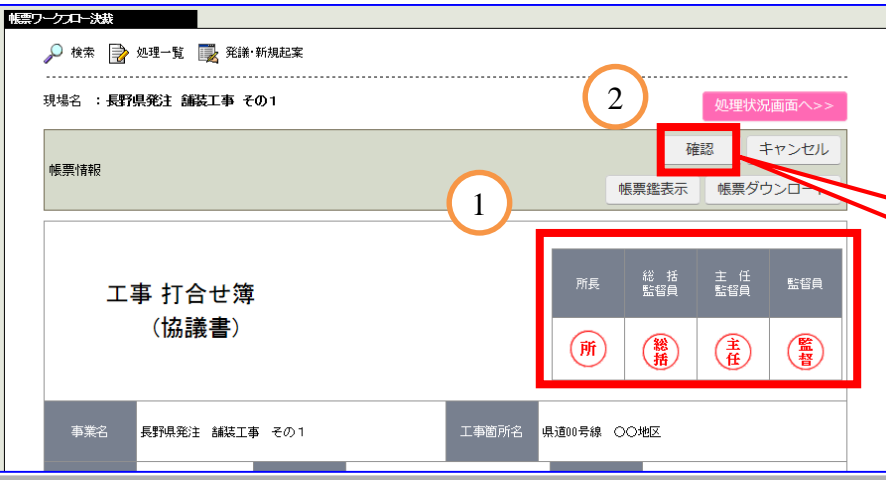 帳票ワークフロー決裁
検索 処理一覧 発議・新規起案
現場名 ：長野県発注 舗装工事 その1
2
処理状況画面へ>>
確認 キャンセル
帳票情報
帳票鑑表示 帳票ダウンロード
1
工事 打合せ簿
（協議書）
所長 総括監督員 主任監督員 監督員
所 総括 主任 監督
事業名 長野県発注 舗装工事 その1 工事箇所名 県道00号線 〇〇地区